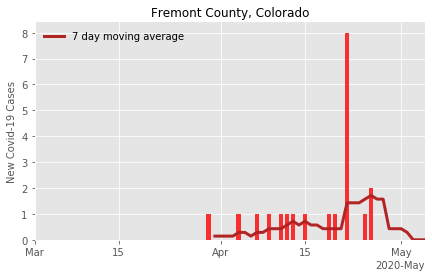 Fremont County, Colorado
7 day moving average
New Covid-19 Cases
8
7
6
5
4
3
2
1
0
Mar 15 Apr 15 May
2020-May